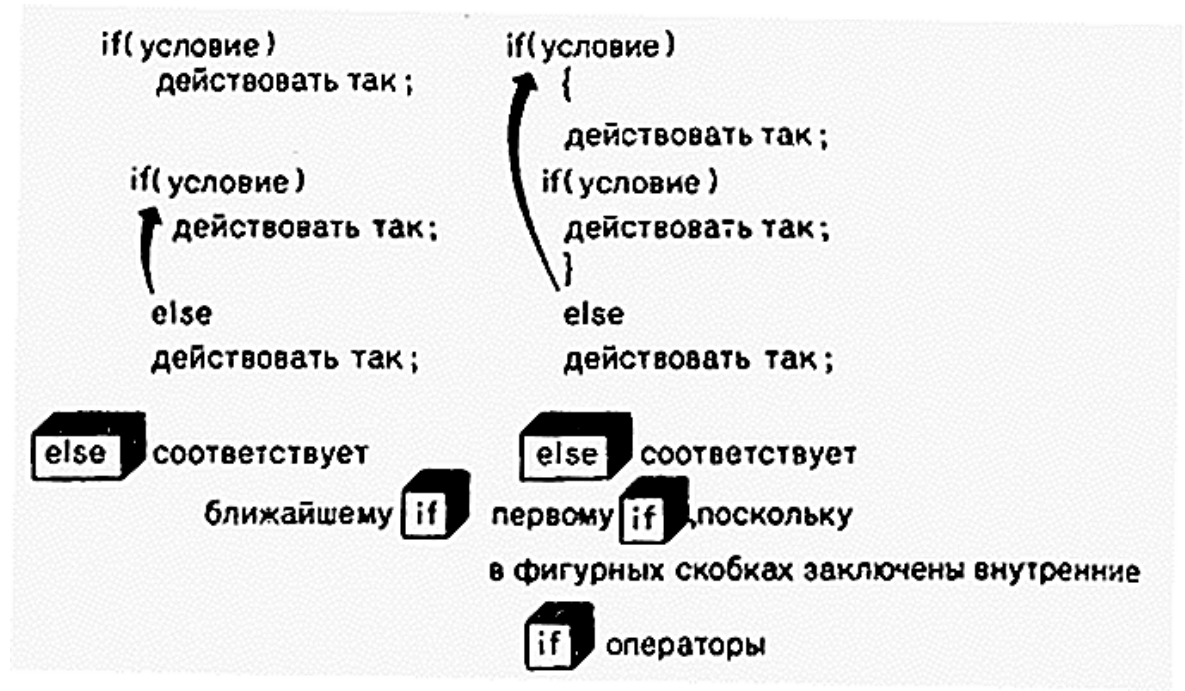 if(условие)
действовать так;
if(условие)
действовать так;
else
действовать так;
else соответствует
ближайшему if
if(условие)
{
действовать так;
if(условие)
действовать так;
}
else
действовать так;
else соответствует
первому if, поскольку
в фигурных скобках заключены внутренние
if операторы